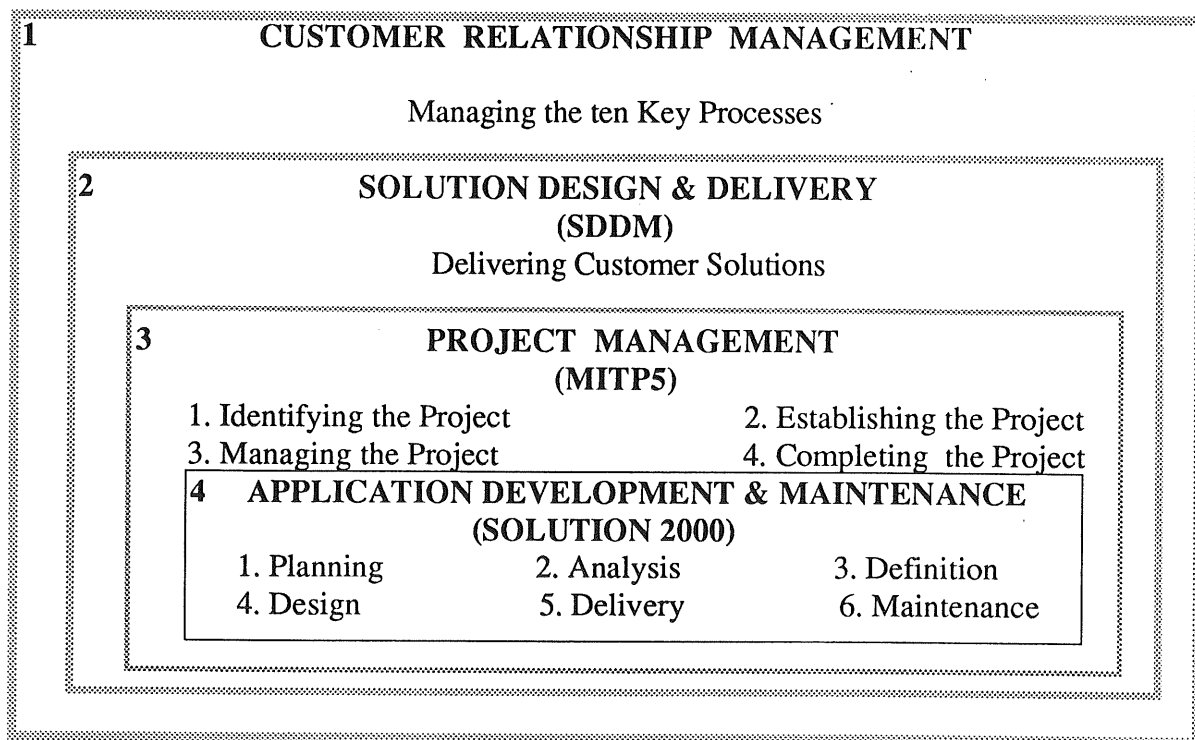 1 CUSTOMER RELATIONSHIP MANAGEMENT
Managing the ten Key Processes
2 SOLUTION DESIGN & DELIVERY
(SDDM)
Delivering Customer Solutions
3 PROJECT MANAGEMENT
(MITP5)
1. Identifying the Project 2. Establishing the Project
3. Managing the Project 4. Completing the Project
4 APPLICATION DEVELOPMENT & MAINTENANCE
(SOLUTION 2000)
1. Planning 2. Analysis 3. Definition
4. Design 5. Delivery 6. Maintenance